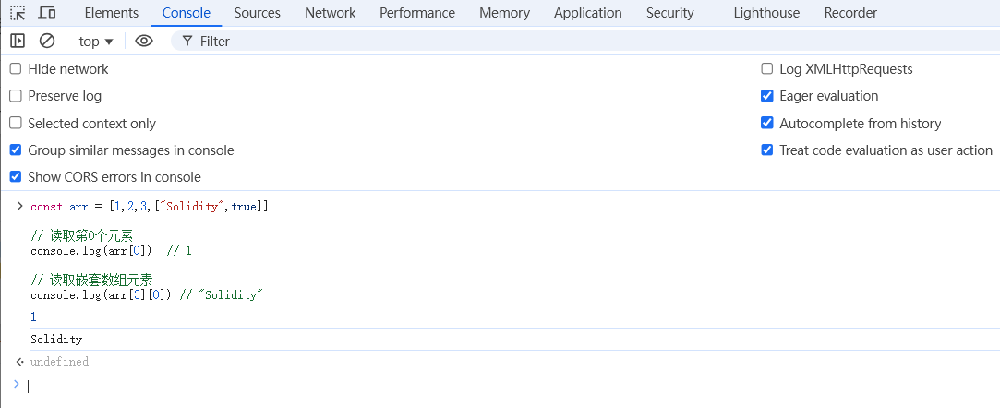 Elements Console Sources Network Performance Memory Application Security Lighthouse Recorder
top Filter
Hide network Log XMLHttpRequests
Preserve log Eager evaluation
Selected context only Autocomplete from history
Group similar messages in console Treat code evaluation as user action
Show CORS errors in console
const arr = [1,2,3,["Solidity",true]]
// 读取第0个元素
console.log(arr[0])  // 1
// 读取嵌套数组元素
console.log(arr[3][0]) // "Solidity"
1
Solidity
undefined